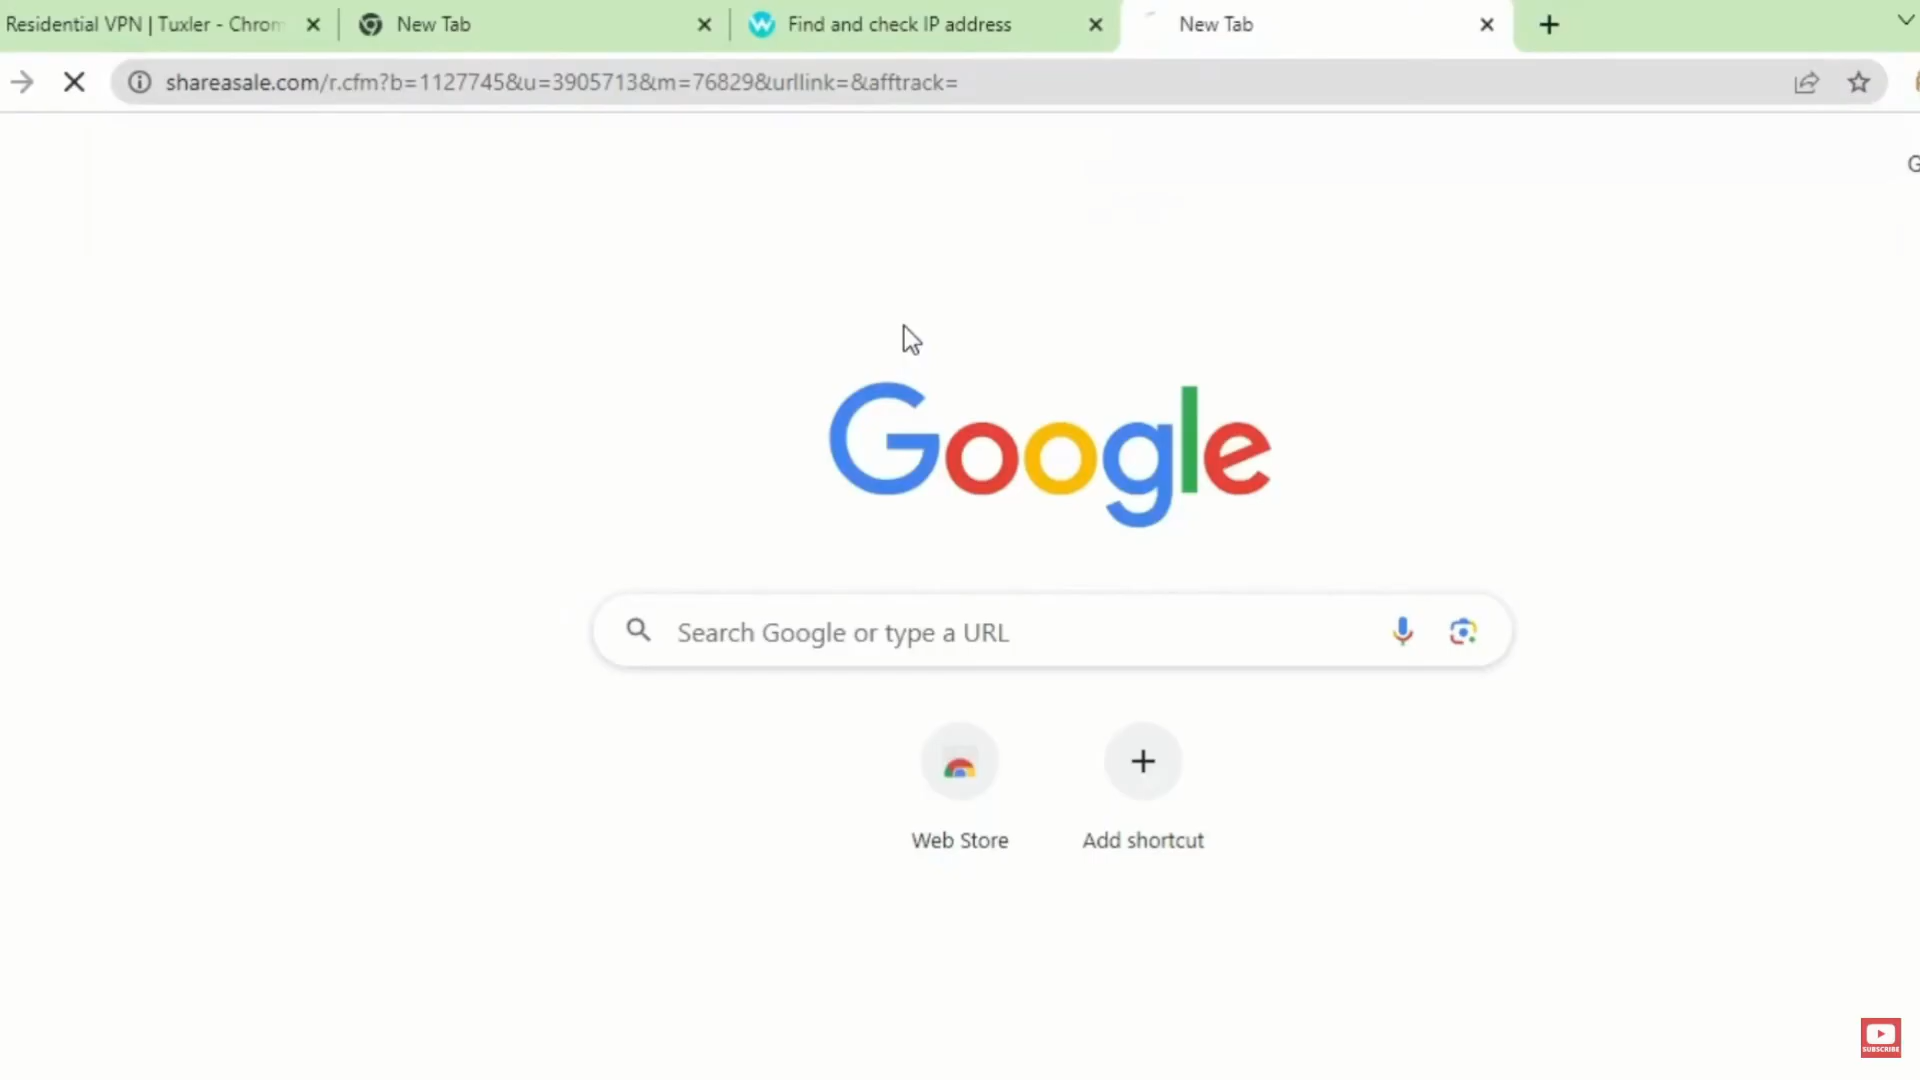 Residential VPN | Tuxler - Chrom
New Tab
Find and check IP address
New Tab
shareasale.com/r.cfm?b=1127745&u=3905713&m=76829&urllink=&afftrack=
G
Google
Search Google or type a URL
Web Store
Add shortcut
SUBSCRIBE